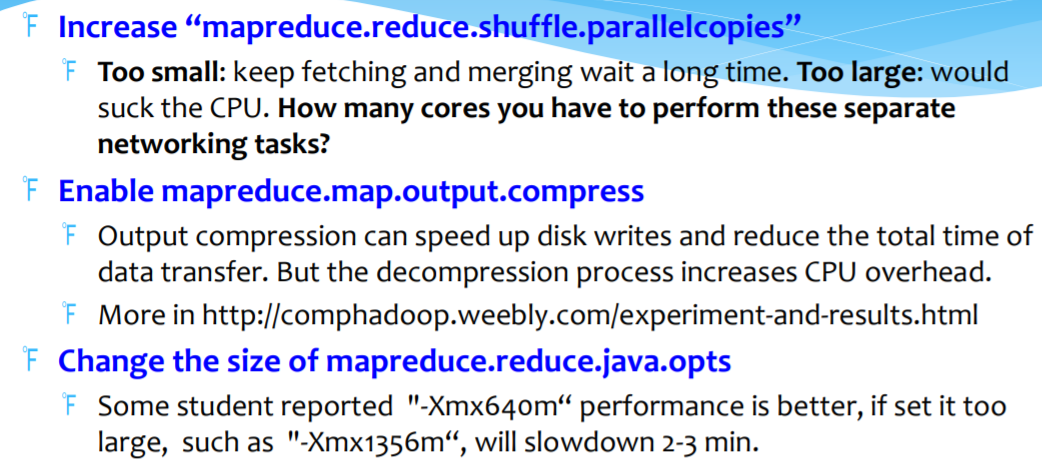 Increase “mapreduce.reduce.shuffle.parallelcopies”
Too small: keep fetching and merging wait a long time. Too large: would
suck the CPU. How many cores you have to perform these separate
networking tasks?
Enable mapreduce.map.output.compress
Output compression can speed up disk writes and reduce the total time of
data transfer. But the decompression process increases CPU overhead.
More in http://comphadoop.weebly.com/experiment-and-results.html
Change the size of mapreduce.reduce.java.opts
Some student reported "-Xmx640m“ performance is better, if set it too
large, such as "-Xmx1356m“, will slowdown 2-3 min.